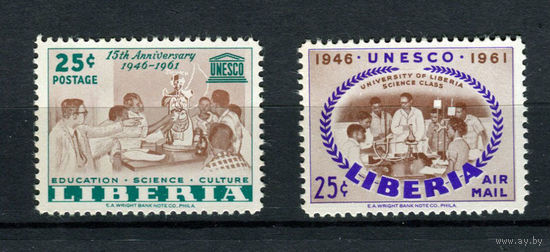 25¢
POSTAGE
15th Anniversary
1946-1961
UNESCO
EDUCATION · SCIENCE · CULTURE
LIBERIA
E.A. WRIGHT BANK NOTE CO., PHILA.
1946 · UNESCO · 1961
UNIVERSITY OF LIBERIA
SCIENCE CLASS
LIBERIA
25¢
AIR
MAIL
E.A. WRIGHT BANK NOTE CO., PHILA.
www.ay.by